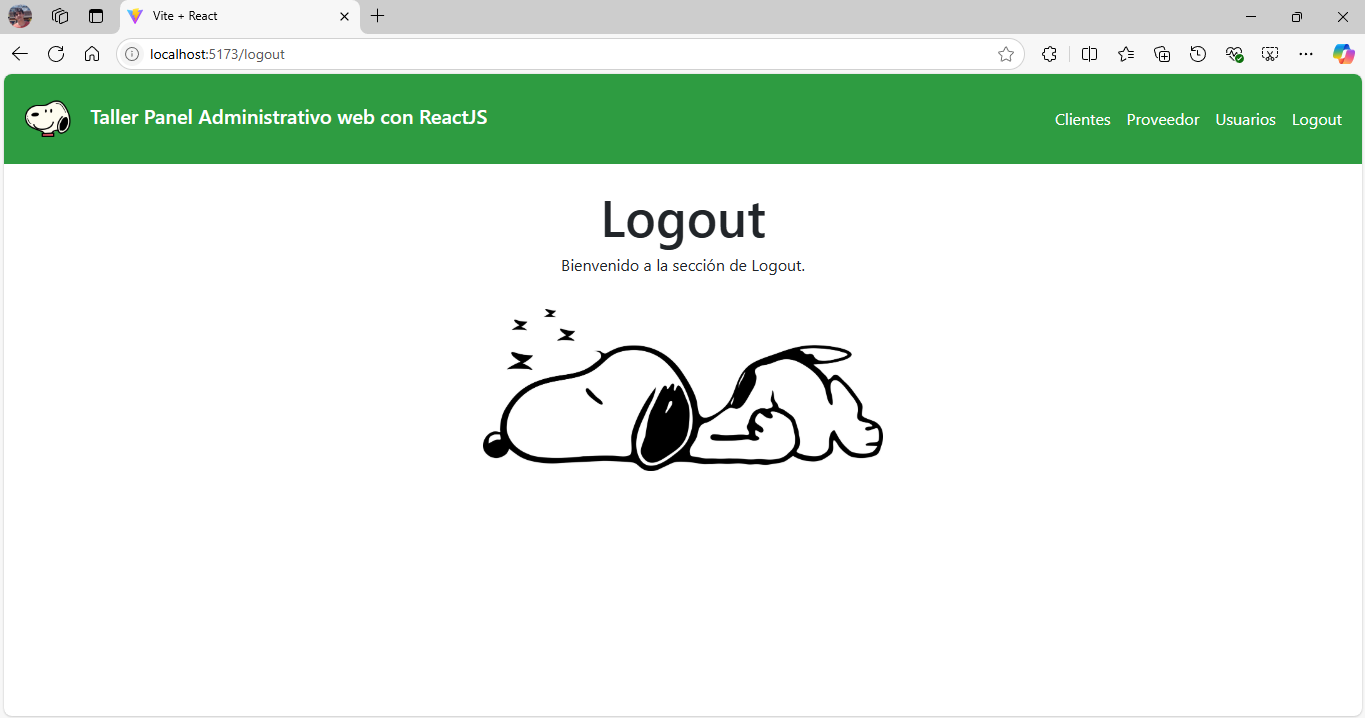 Vite + React
localhost:5173/logout
Taller Panel Administrativo web con ReactJS
Clientes Proveedor Usuarios Logout
Logout
Bienvenido a la sección de Logout.